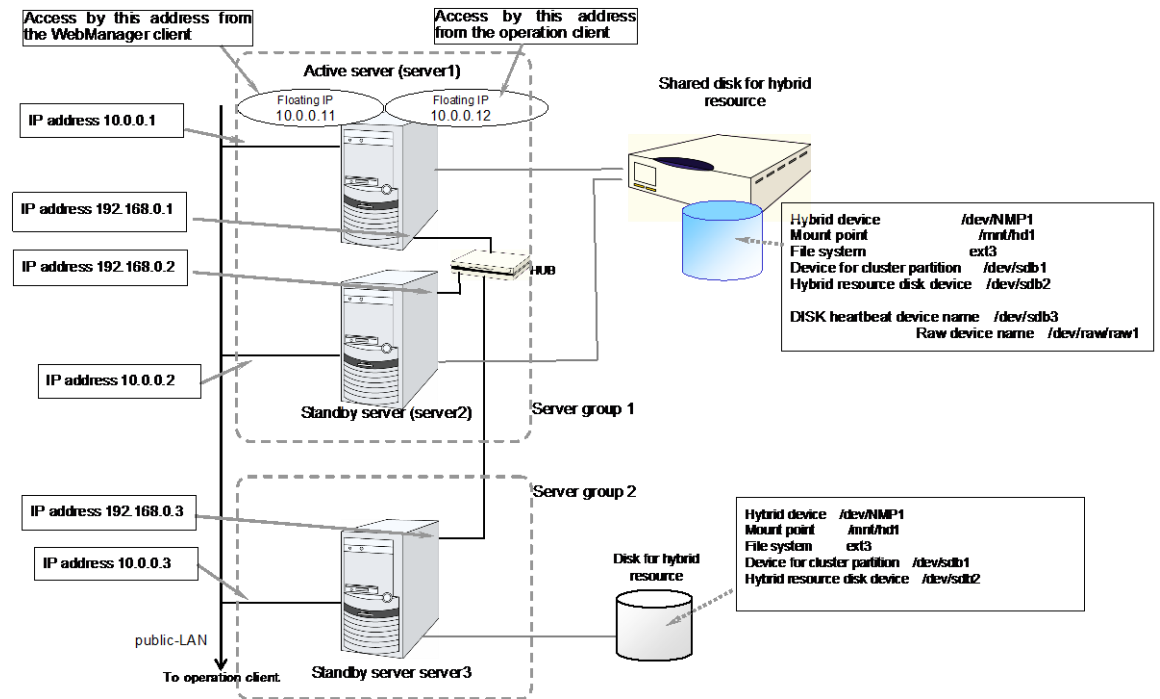 Access by this address from
the WebManager client
Access by this address
from the operation client
Active server (server1)
Floating IP
10.0.0.11
Floating IP
10.0.0.12
Shared disk for hybrid
resource
IP address 10.0.0.1
IP address 192.168.0.1
IP address 192.168.0.2
HUB
Hybrid device /dev/NMP1
Mount point /mnt/hd1
File system ext3
Device for cluster partition /dev/sdb1
Hybrid resource disk device /dev/sdb2
DISK heartbeat device name /dev/sdb3
Raw device name /dev/raw/raw1
IP address 10.0.0.2
Standby server (server2)
Server group 1
Server group 2
IP address 192.168.0.3
IP address 10.0.0.3
Hybrid device /dev/NMP1
Mount point /mnt/hd1
File system ext3
Device for cluster partition /dev/sdb1
Hybrid resource disk device /dev/sdb2
Disk for hybrid
resource
public-LAN
To operation client.
Standby server server3